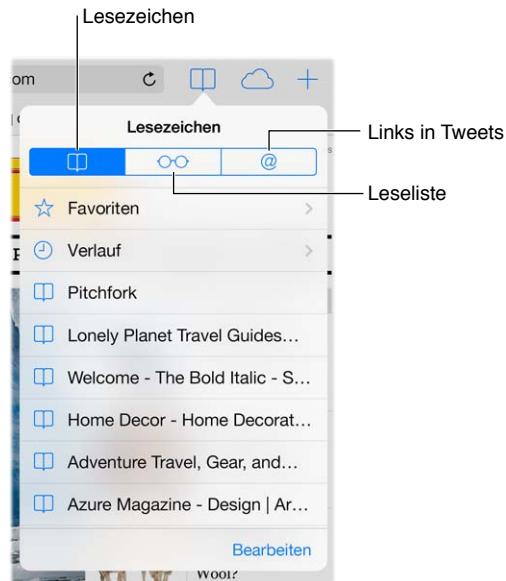 Lesezeichen
om
Lesezeichen
Links in Tweets
@
Leseliste
Favoriten
Verlauf
Pitchfork
Lonely Planet Travel Guides…
Welcome - The Bold Italic - S…
Home Decor - Home Decorat…
Adventure Travel, Gear, and…
Azure Magazine - Design | Ar…
Bearbeiten
Wool?